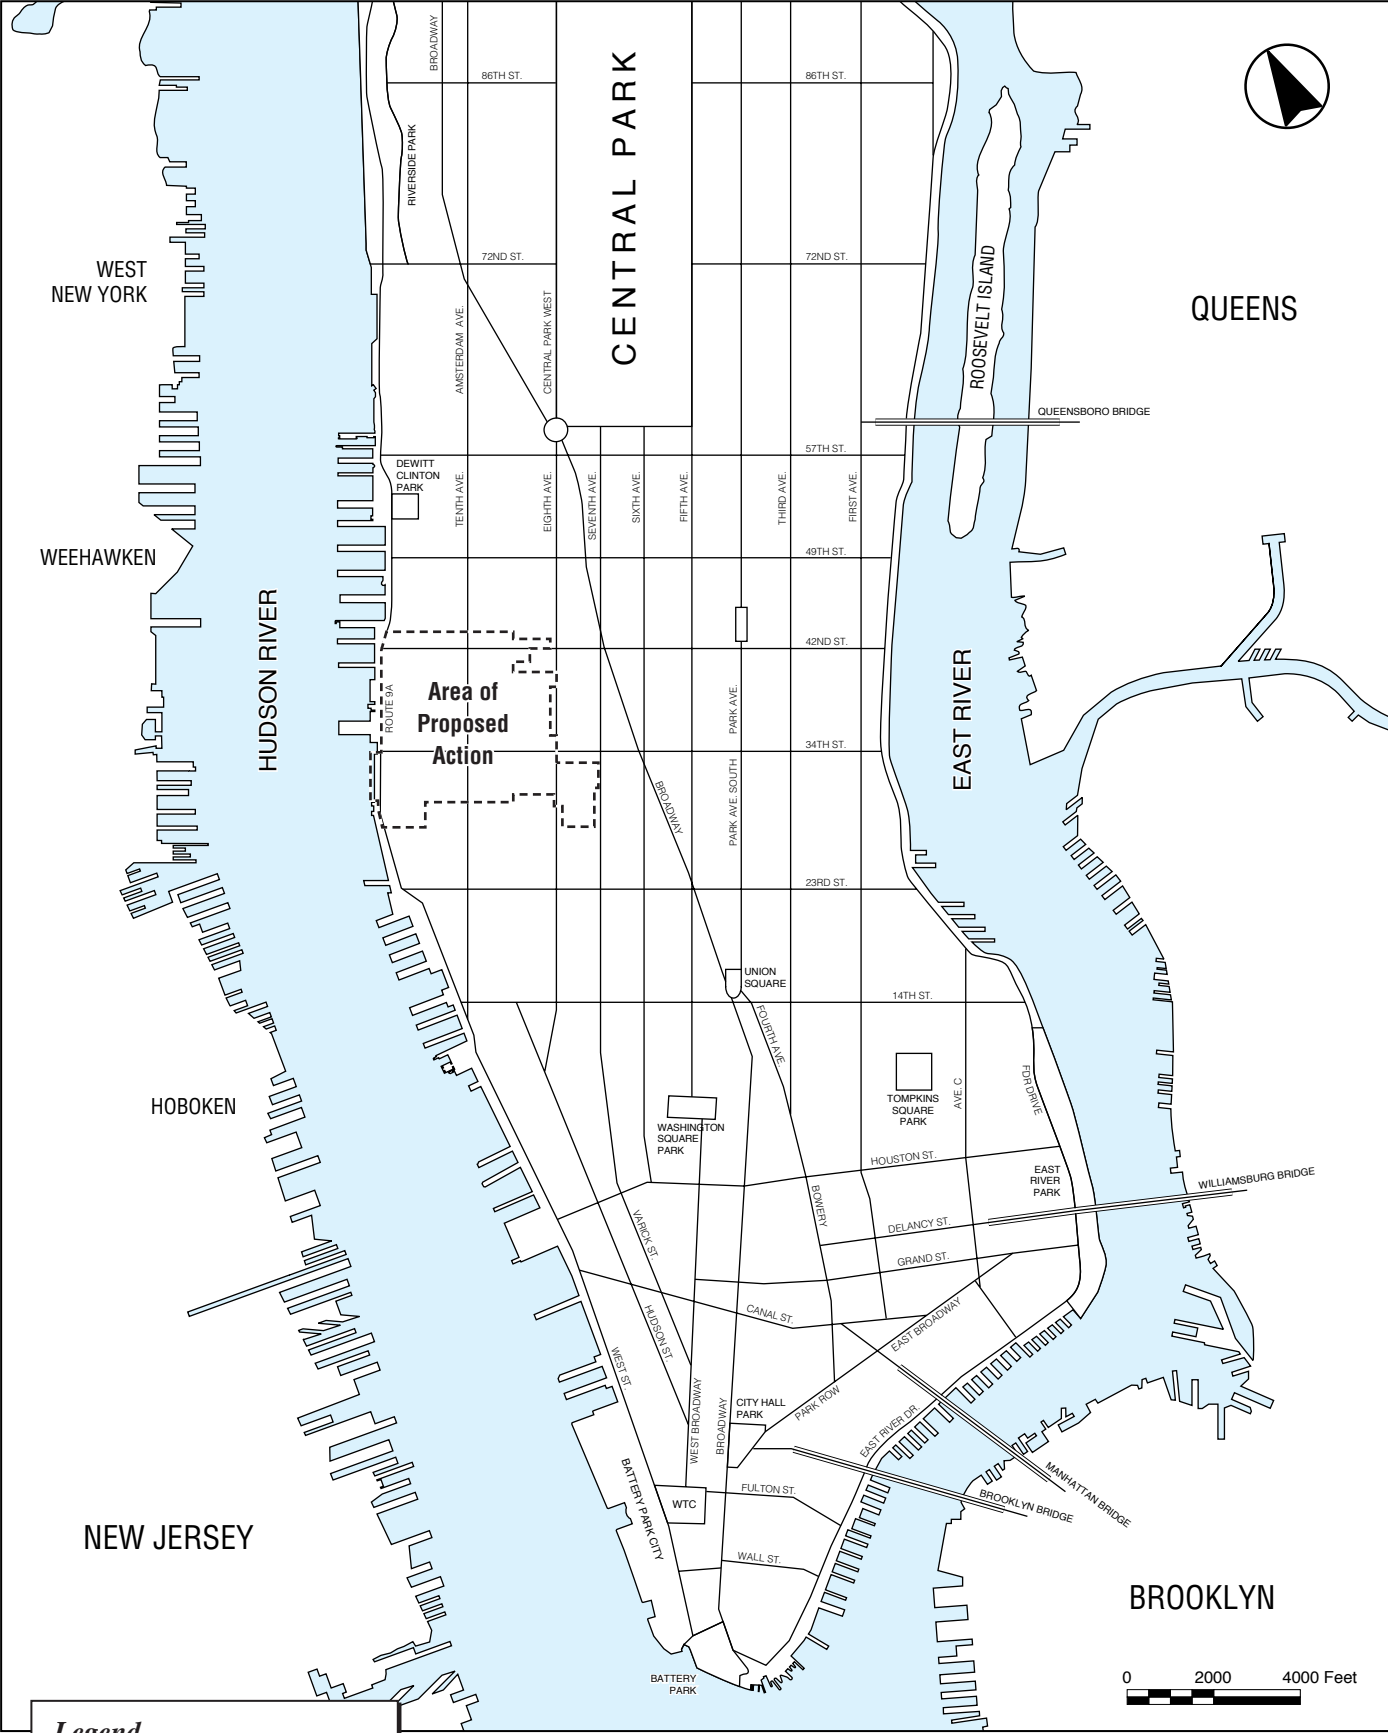 BROADWAY
86TH ST.
86TH ST.
CENTRAL PARK
RIVERSIDE PARK
WEST
NEW YORK
72ND ST.
72ND ST.
ROOSEVELT ISLAND
QUEENS
AMSTERDAM AVE.
CENTRAL PARK WEST
QUEENSBORO BRIDGE
57TH ST.
DEWITT
CLINTON
PARK
TENTH AVE.
EIGHTH AVE.
SEVENTH AVE.
SIXTH AVE.
FIFTH AVE.
THIRD AVE.
FIRST AVE.
49TH ST.
WEEHAWKEN
HUDSON RIVER
42ND ST.
ROUTE 9A
Area of
Proposed
Action
PARK AVE.
EAST RIVER
34TH ST.
BROADWAY
PARK AVE. SOUTH
23RD ST.
UNION
SQUARE
14TH ST.
FOURTH AVE.
HOBOKEN
WASHINGTON
SQUARE
PARK
TOMPKINS
SQUARE
PARK
AVE. C
FDR DRIVE
HOUSTON ST.
EAST
RIVER
PARK
WILLIAMSBURG BRIDGE
BOWERY
DELANCY ST.
VARICK ST.
GRAND ST.
CANAL ST.
HUDSON ST.
EAST BROADWAY
WEST ST.
WEST BROADWAY
BROADWAY
CITY HALL
PARK
PARK ROW
EAST RIVER DR.
BATTERY PARK CITY
WTC
FULTON ST.
MANHATTAN BRIDGE
BROOKLYN BRIDGE
NEW JERSEY
WALL ST.
BROOKLYN
BATTERY
PARK
0 2000 4000 Feet
Legend